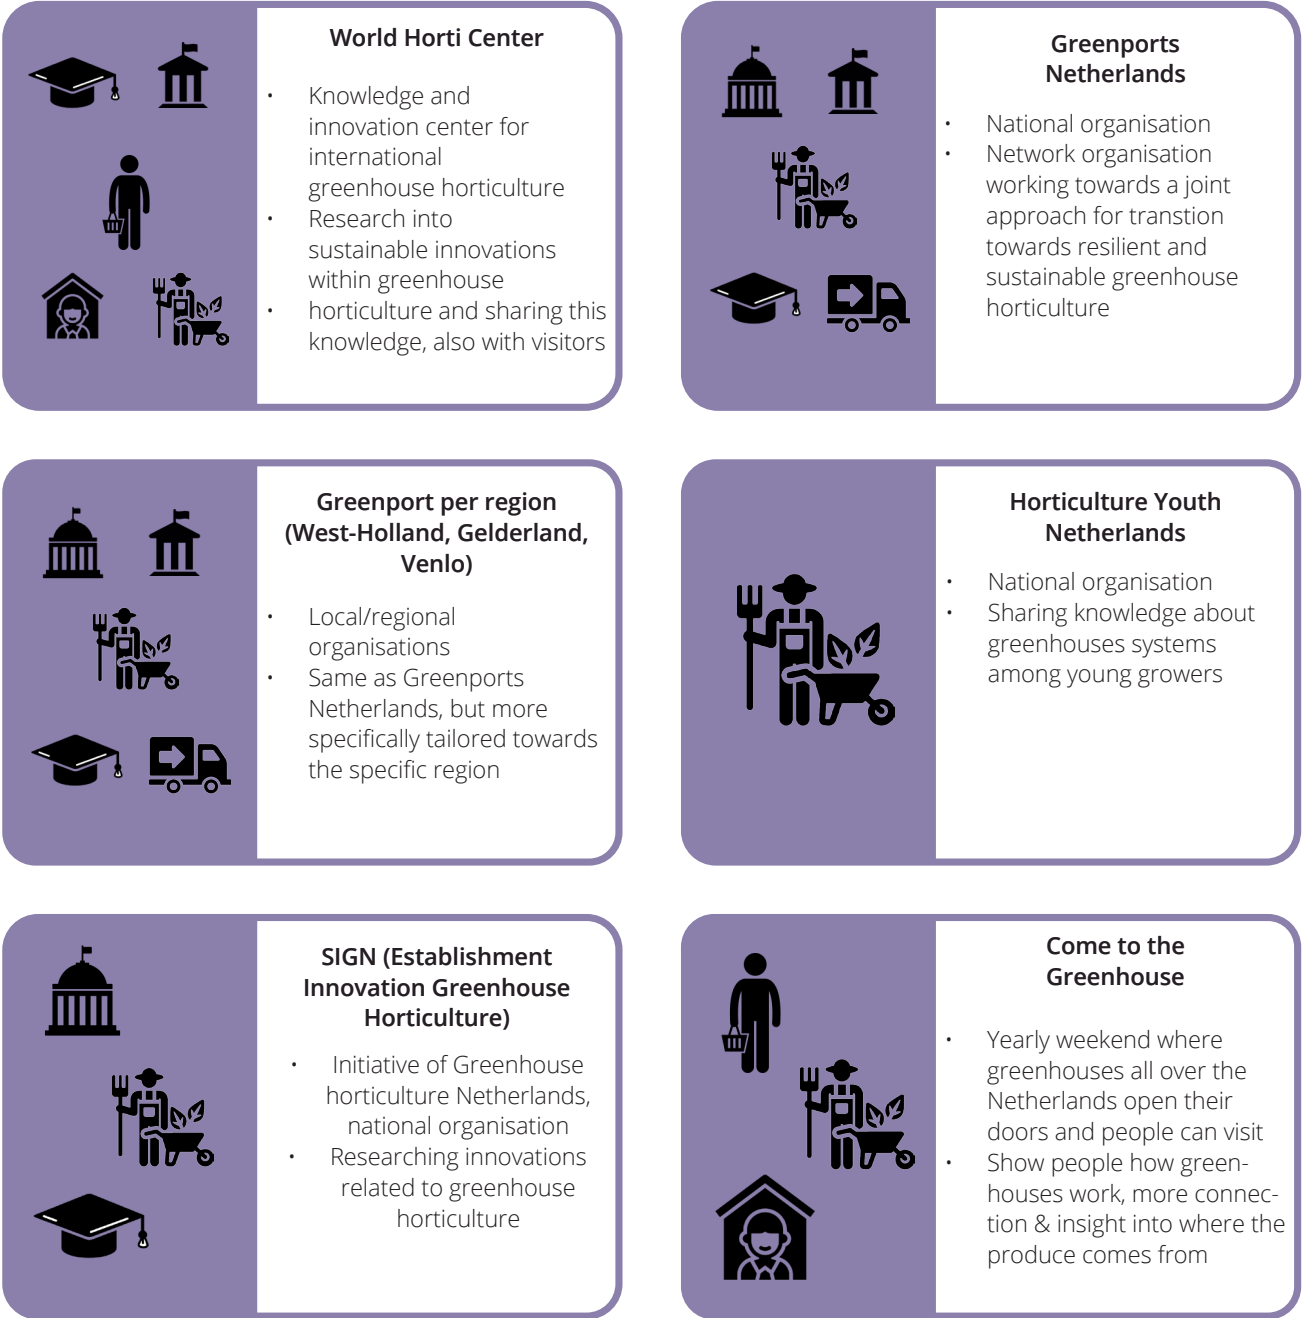 World Horti Center
• Knowledge and
innovation center for
international
greenhouse horticulture
• Research into
sustainable innovations
within greenhouse
• horticulture and sharing this
knowledge, also with visitors
Greenports
Netherlands
• National organisation
• Network organisation
working towards a joint
approach for transtion
towards resilient and
sustainable greenhouse
horticulture
Greenport per region
(West-Holland, Gelderland,
Venlo)
• Local/regional
organisations
• Same as Greenports
Netherlands, but more
specifically tailored towards
the specific region
Horticulture Youth
Netherlands
• National organisation
• Sharing knowledge about
greenhouses systems
among young growers
SIGN (Establishment
Innovation Greenhouse
Horticulture)
• Initiative of Greenhouse
horticulture Netherlands,
national organisation
• Researching innovations
related to greenhouse
horticulture
Come to the
Greenhouse
• Yearly weekend where
greenhouses all over the
Netherlands open their
doors and people can visit
• Show people how green-
houses work, more connec-
tion & insight into where the
produce comes from